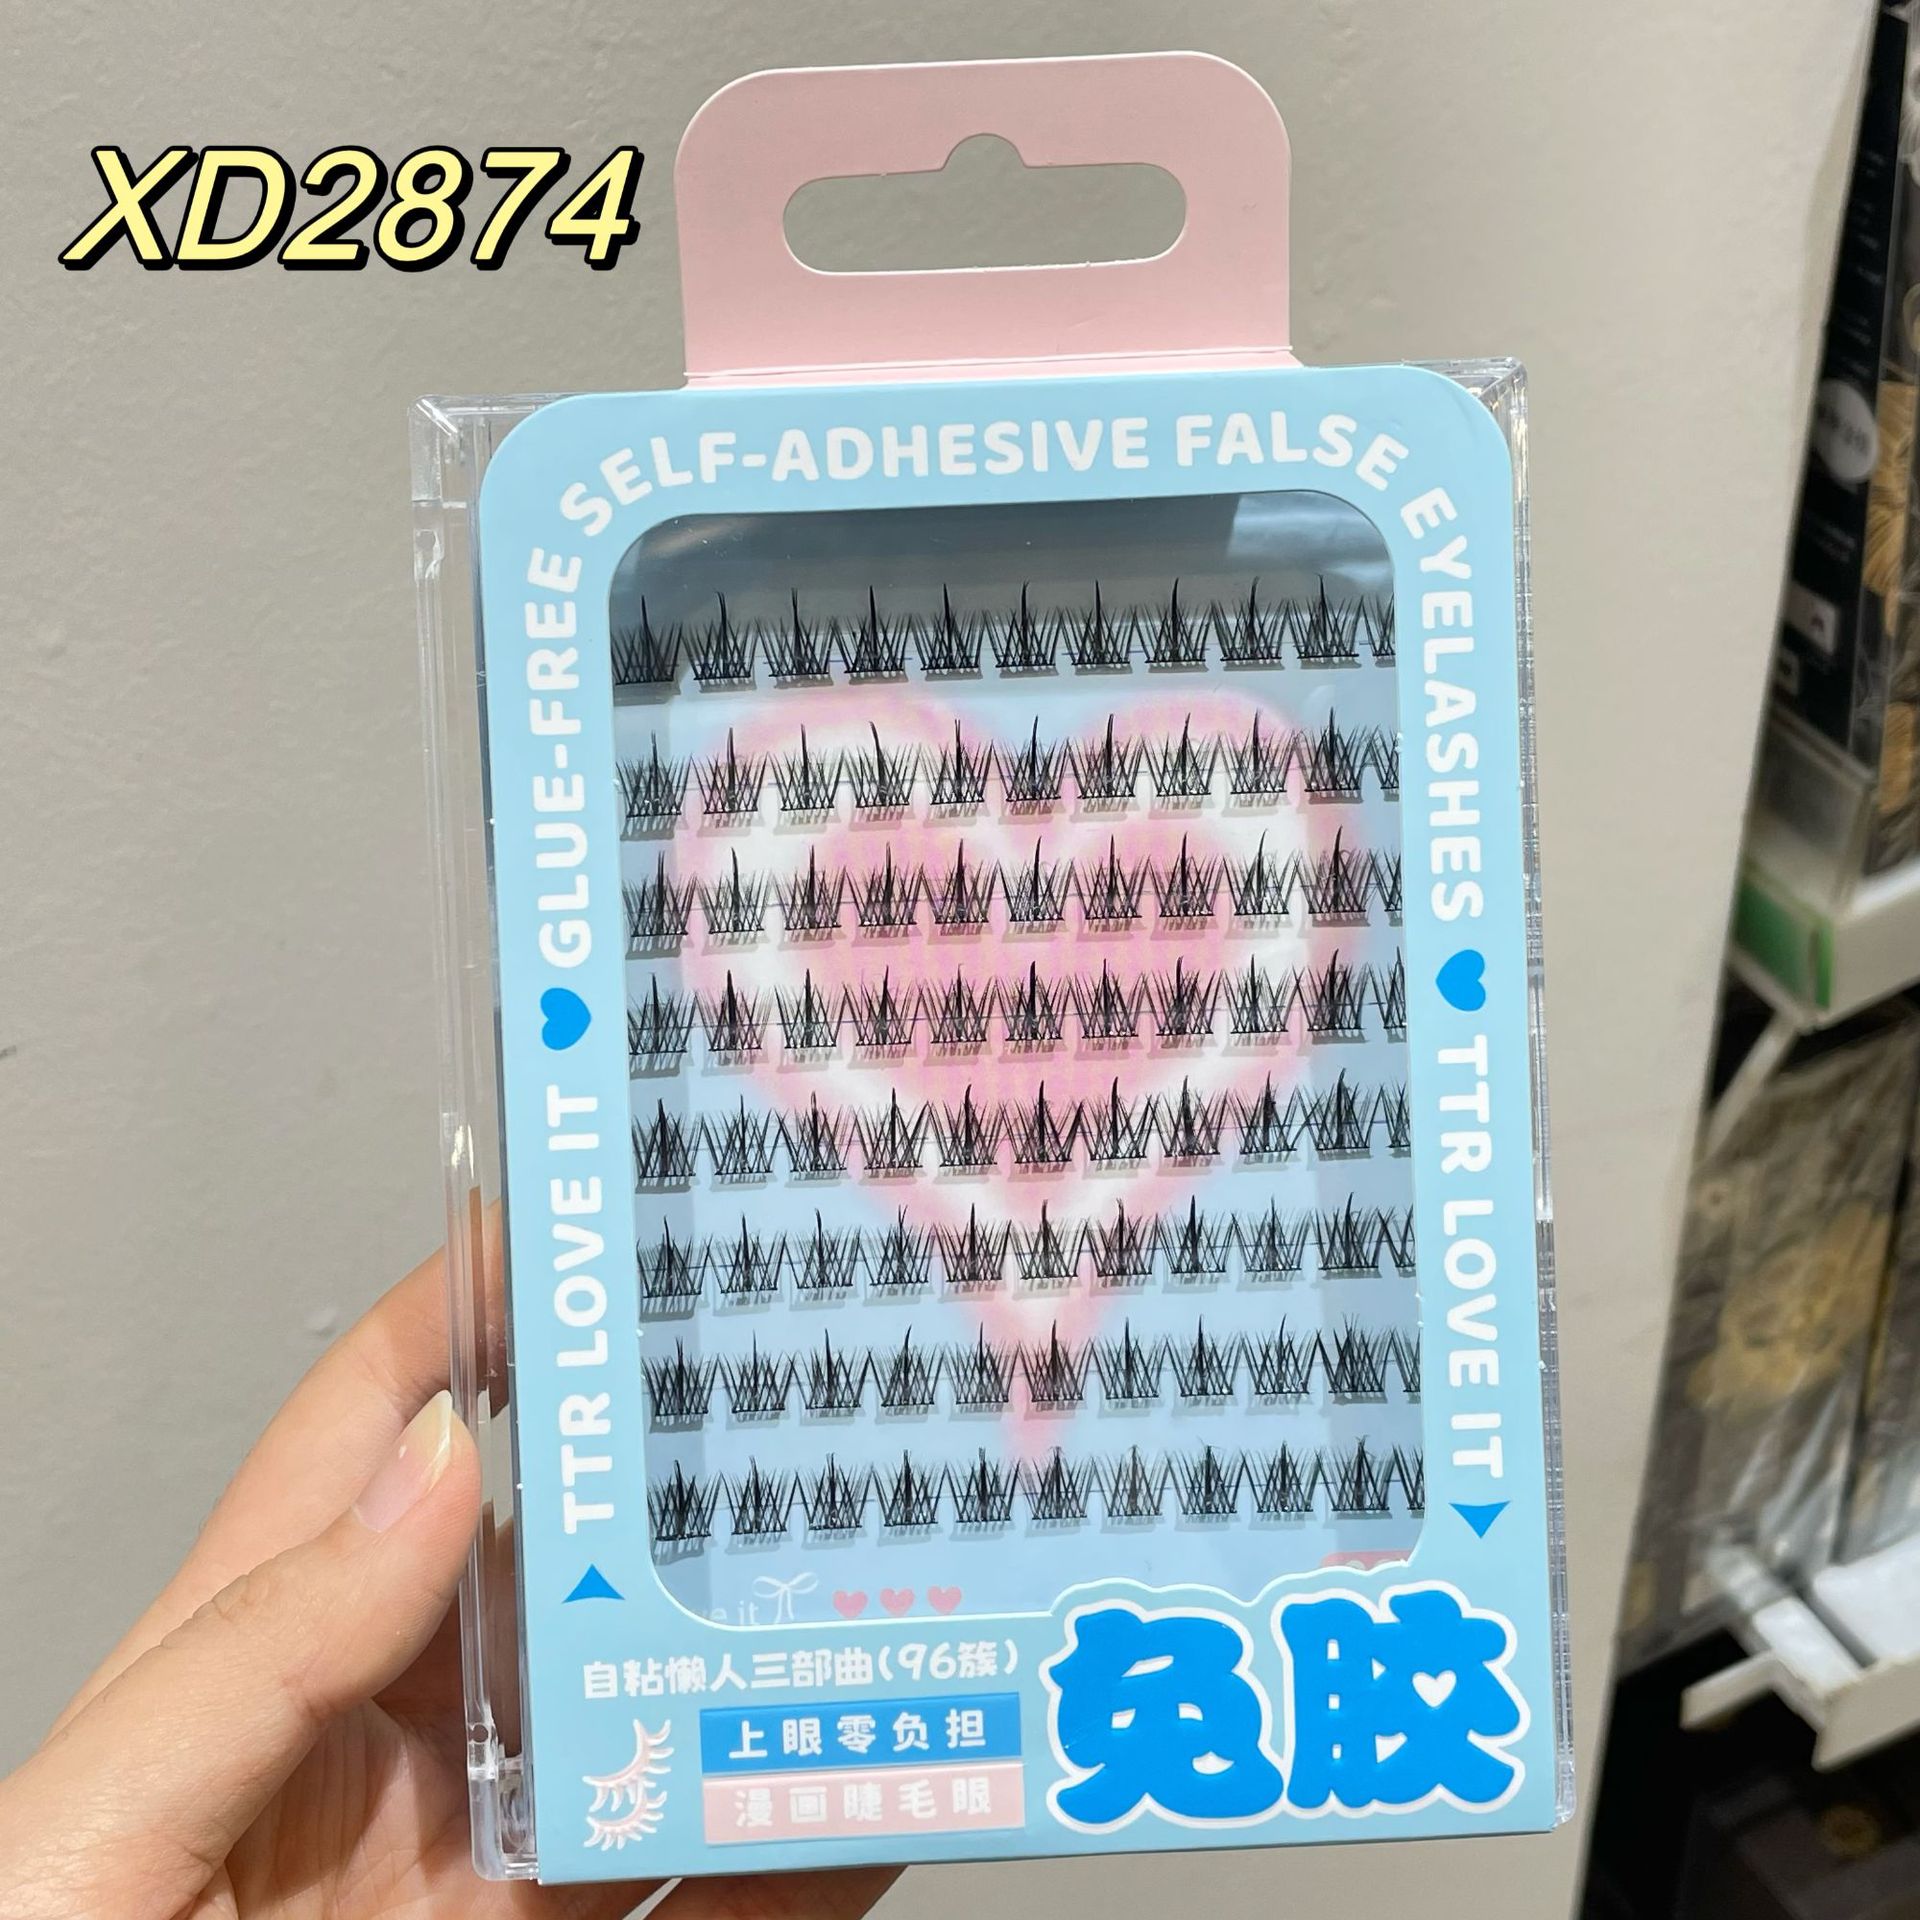 XD2874
TTR LOVE IT GLUE-FREE SELF-ADHESIVE FALSE EYELASHES TTR LOVE IT
自粘懒人三部曲(96簇)
上眼零负担
漫画睫毛眼
免胶
it